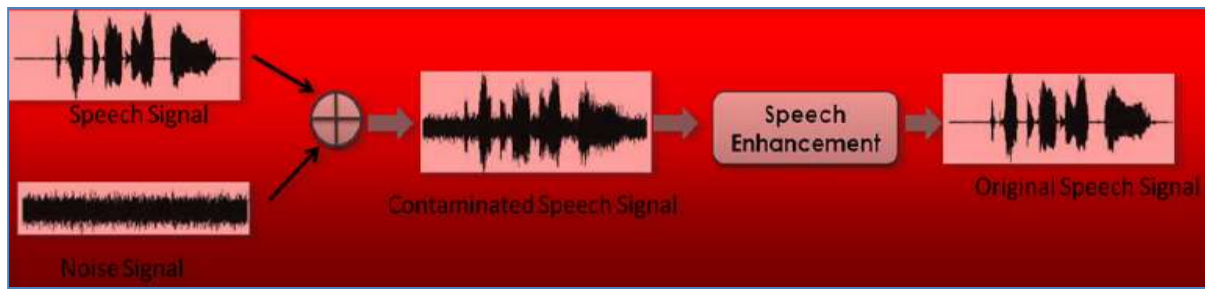 Speech Signal
Noise Signal
Contaminated Speech Signal
Speech
Enhancement
Original Speech Signal